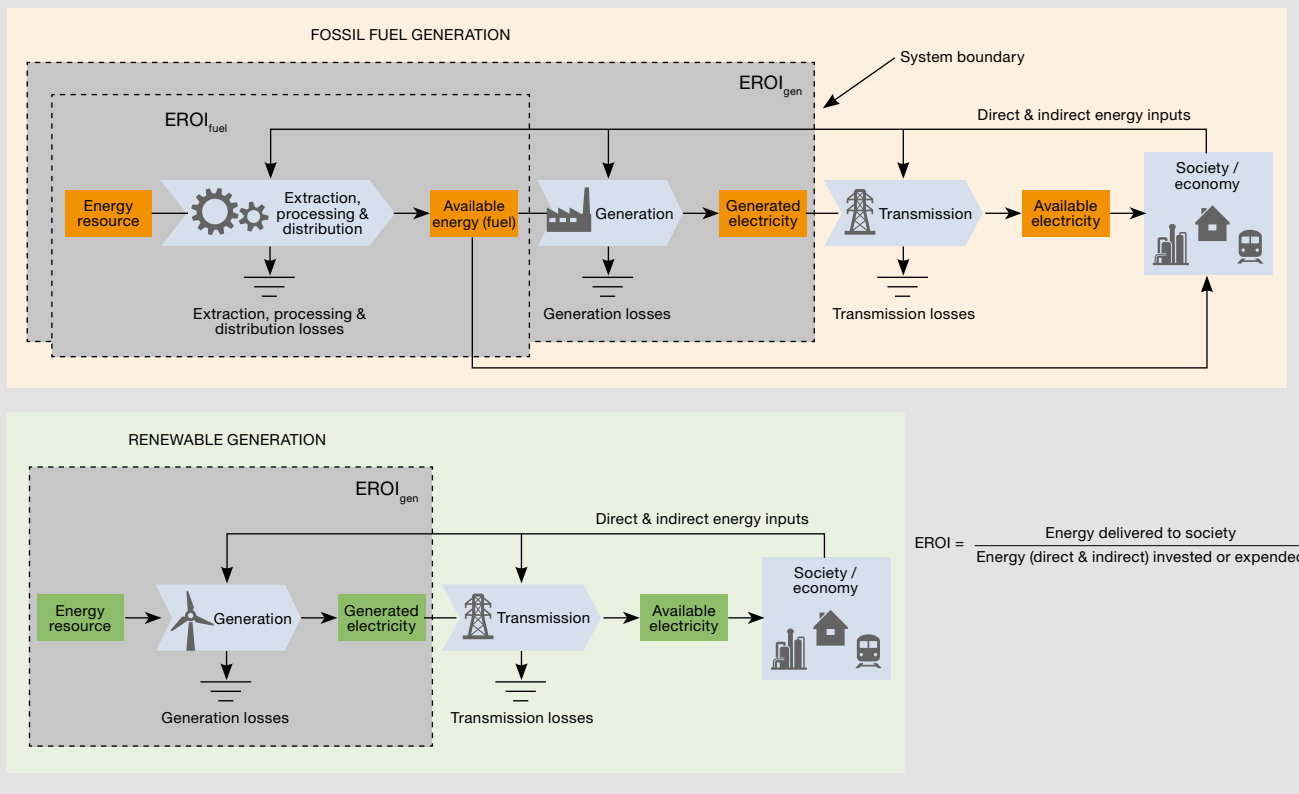 FOSSIL FUEL GENERATION
System boundary
EROIgen
EROIfuel
Direct & indirect energy inputs
Energy
resource
Extraction,
processing &
distribution
Available
energy (fuel)
Generation
Generated
electricity
Transmission
Available
electricity
Society /
economy
Extraction, processing &
distribution losses
Generation losses
Transmission losses
RENEWABLE GENERATION
EROIgen
Direct & indirect energy inputs
Energy
resource
Generation
Generated
electricity
Transmission
Available
electricity
Society /
economy
Generation losses
Transmission losses
EROI =
Energy delivered to society
Energy (direct & indirect) invested or expended